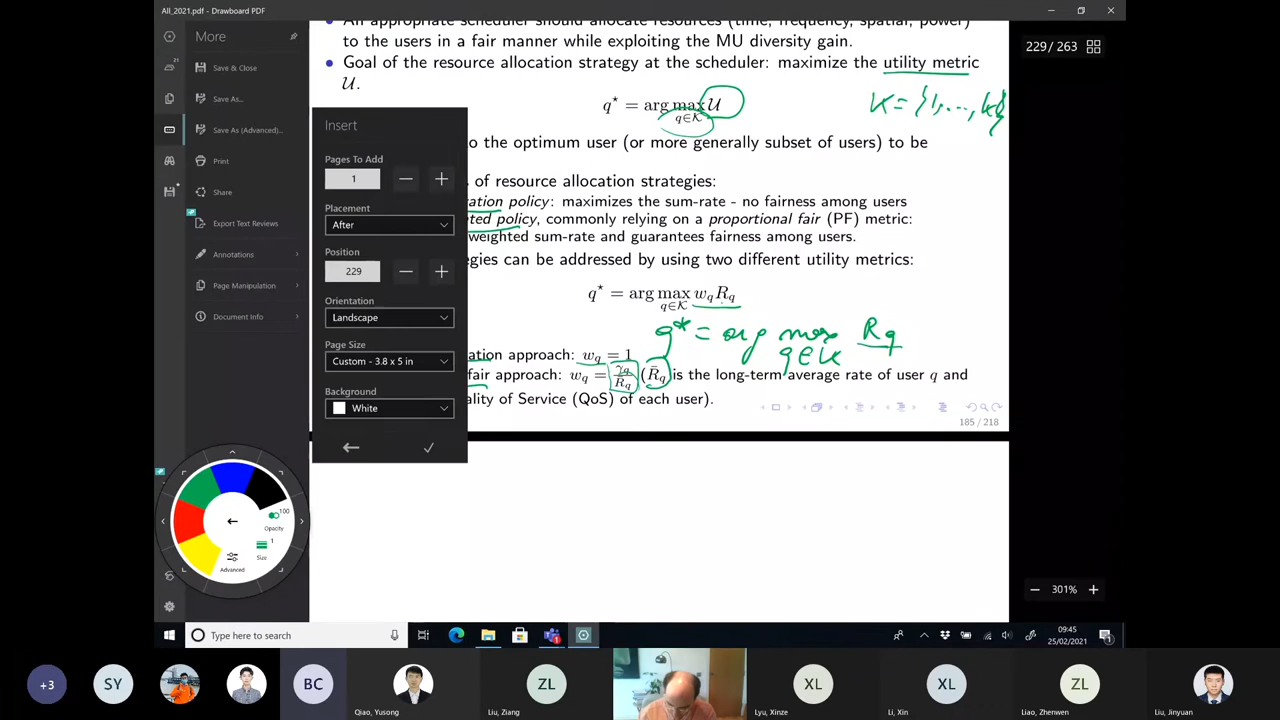 All_2021.pdf - Drawboard PDF
More
Save & Close
Save As...
Save As (Advanced)...
Print
Share
Export Text Reviews
Annotations
Page Manipulation
Document Info
Insert
Pages To Add
1
Placement
After
Position
229
Orientation
Landscape
Page Size
Custom - 3.8 x 5 in
Background
White
100
Opacity
1
Size
Advanced
An appropriate scheduler should allocate resources (time, frequency, spatial, power)
to the users in a fair manner while exploiting the MU diversity gain.
Goal of the resource allocation strategy at the scheduler: maximize the utility metric
U.
q* = arg max U
q∈K
K = {1,...,K}
o the optimum user (or more generally subset of users) to be
s of resource allocation strategies:
ation policy: maximizes the sum-rate - no fairness among users
ted policy, commonly relying on a proportional fair (PF) metric:
weighted sum-rate and guarantees fairness among users.
egies can be addressed by using two different utility metrics:
q* = arg max w_q R_q
q∈K
q* = arg max R_q
q∈K
ation approach: w_q = 1
fair approach: w_q = γ_q / R̄_q (R̄_q is the long-term average rate of user q and
ality of Service (QoS) of each user).
185 / 218
229 / 263
301%
Type here to search
09:45
25/02/2021
+3
SY
BC
Qiao, Yusong
ZL
Liu, Ziang
XL
Lyu, Xinze
XL
Li, Xin
ZL
Liao, Zhenwen
Liu, Jinyuan